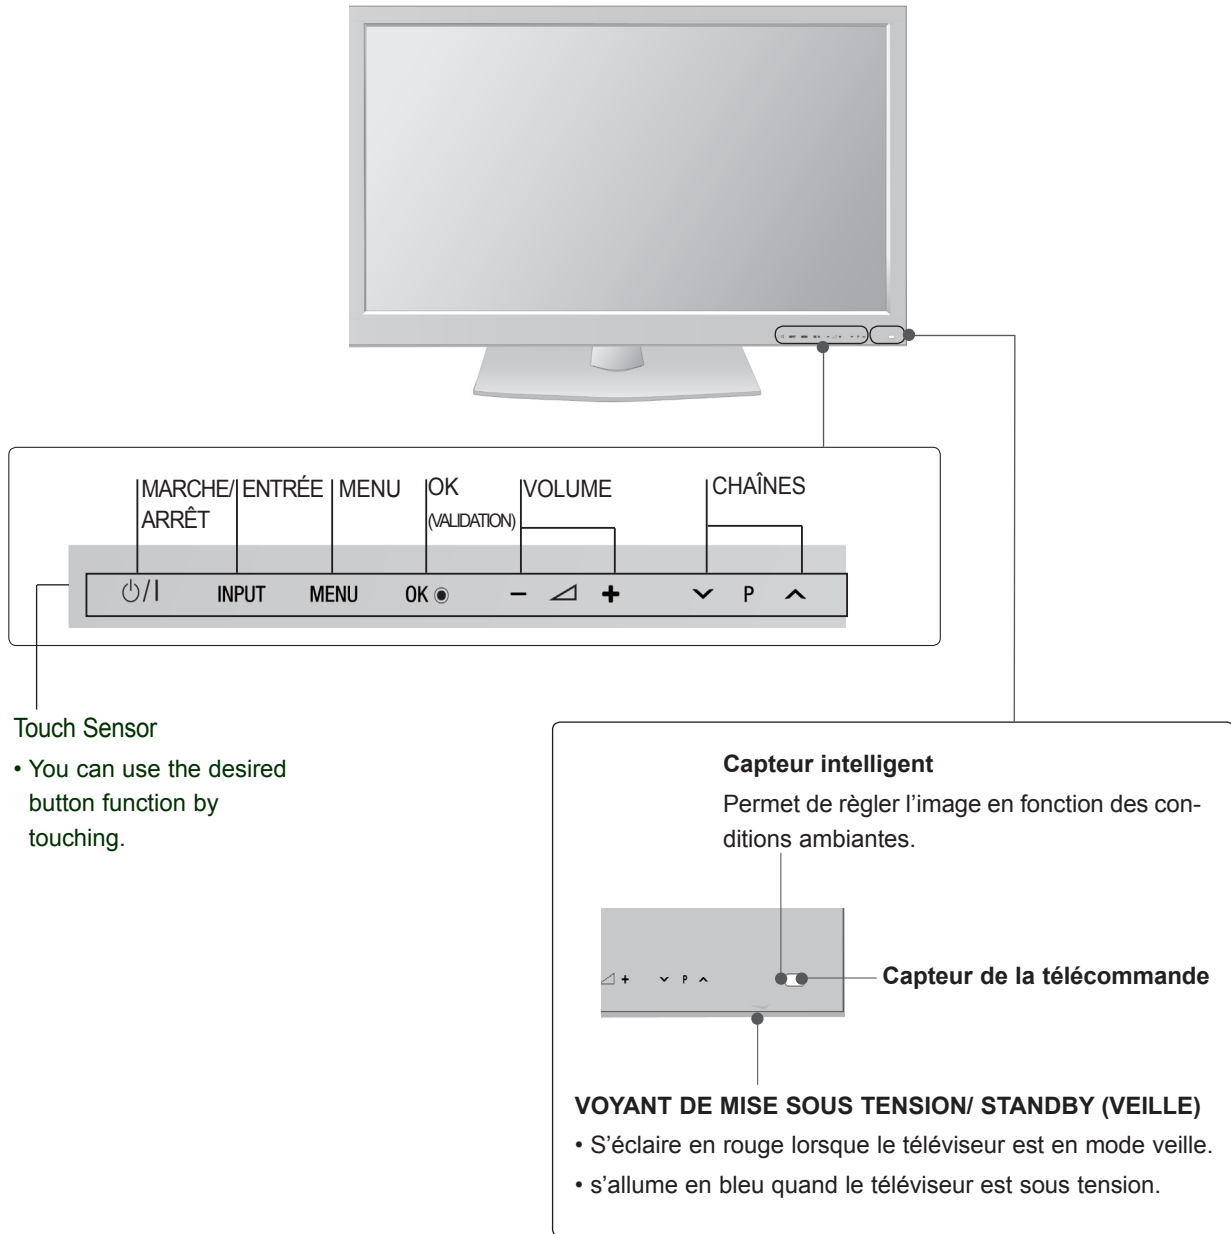 MARCHE/
ARRÊT
ENTRÉE
MENU
OK
(VALIDATION)
VOLUME
CHAÎNES
⏻/I INPUT MENU OK ◉ - ⊿ + ⌄ P ⌃
Touch Sensor
• You can use the desired
button function by
touching.
Capteur intelligent
Permet de règler l’image en fonction des con-
ditions ambiantes.
⊿ + ⌄ P ⌃
Capteur de la télécommande
VOYANT DE MISE SOUS TENSION/ STANDBY (VEILLE)
• S’éclaire en rouge lorsque le téléviseur est en mode veille.
• s’allume en bleu quand le téléviseur est sous tension.